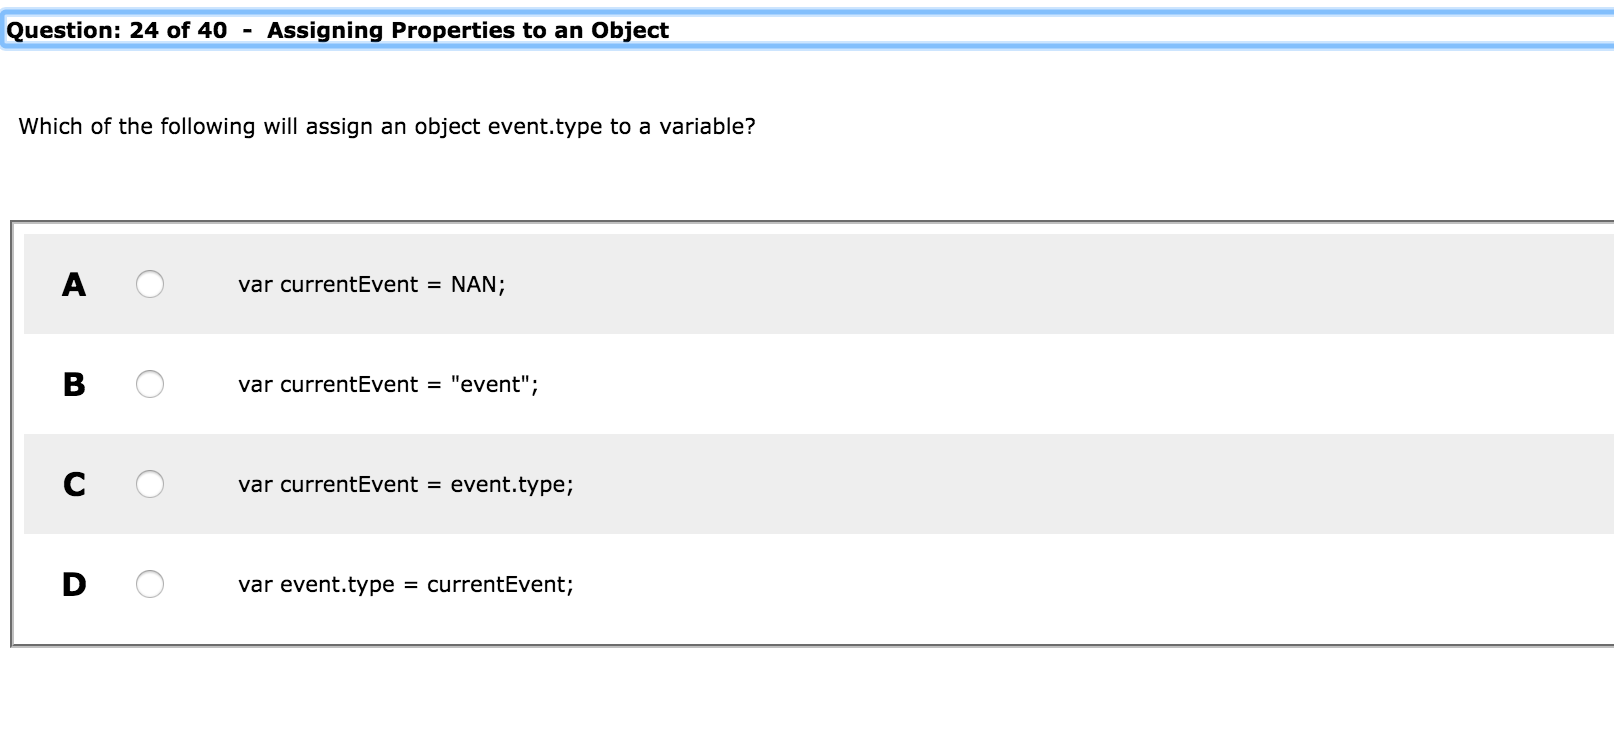 Question: 24 of 40 - Assigning Properties to an Object
Which of the following will assign an object event.type to a variable?
A var currentEvent = NAN;
B var currentEvent = "event";
C var currentEvent = event.type;
D var event.type = currentEvent;